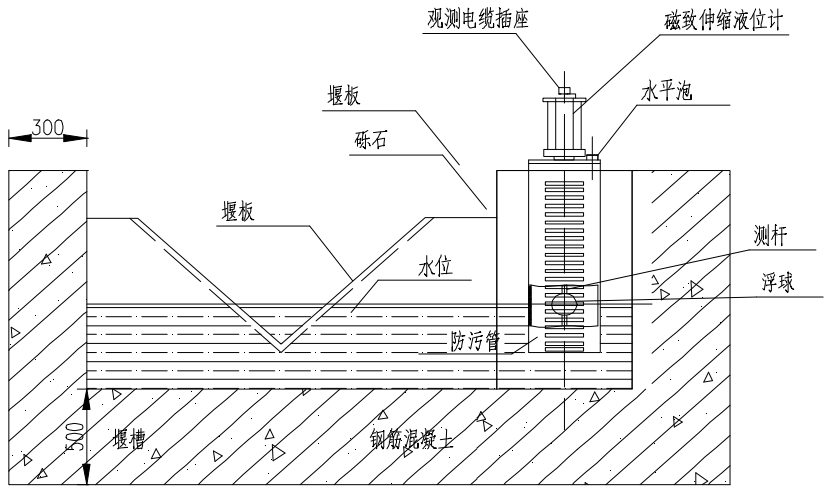 观测电缆插座
磁致伸缩液位计
水平泡
堰板
300
砾石
堰板
水位
测杆
浮球
防污管
500
堰槽
钢筋混凝土